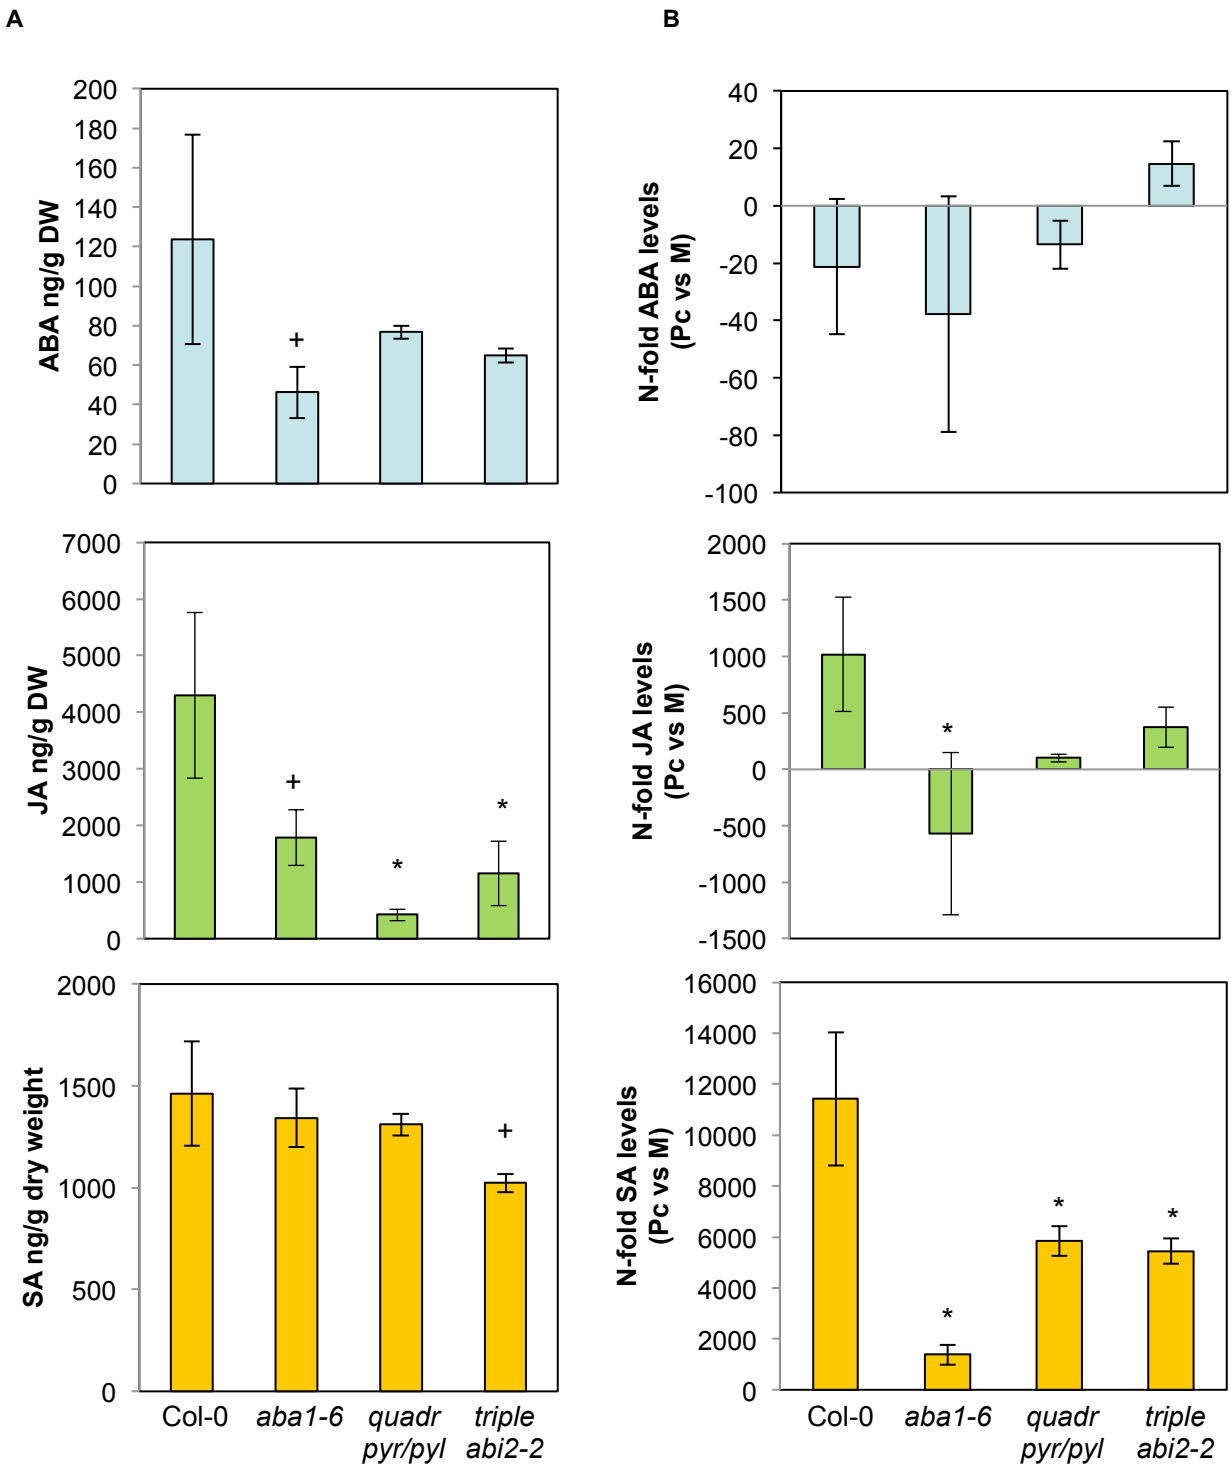 A
B
ABA ng/g DW
200
180
160
140
120
100
80
60
40
20
0
+
N-fold ABA levels
(Pc vs M)
40
20
0
-20
-40
-60
-80
-100
JA ng/g DW
7000
6000
5000
4000
3000
2000
1000
0
+
*
*
N-fold JA levels
(Pc vs M)
2000
1500
1000
500
0
-500
-1000
-1500
*
SA ng/g dry weight
2000
1500
1000
500
0
+
Col-0
aba1-6
quadr
pyr/pyl
triple
abi2-2
N-fold SA levels
(Pc vs M)
16000
14000
12000
10000
8000
6000
4000
2000
0
*
*
*
Col-0
aba1-6
quadr
pyr/pyl
triple
abi2-2